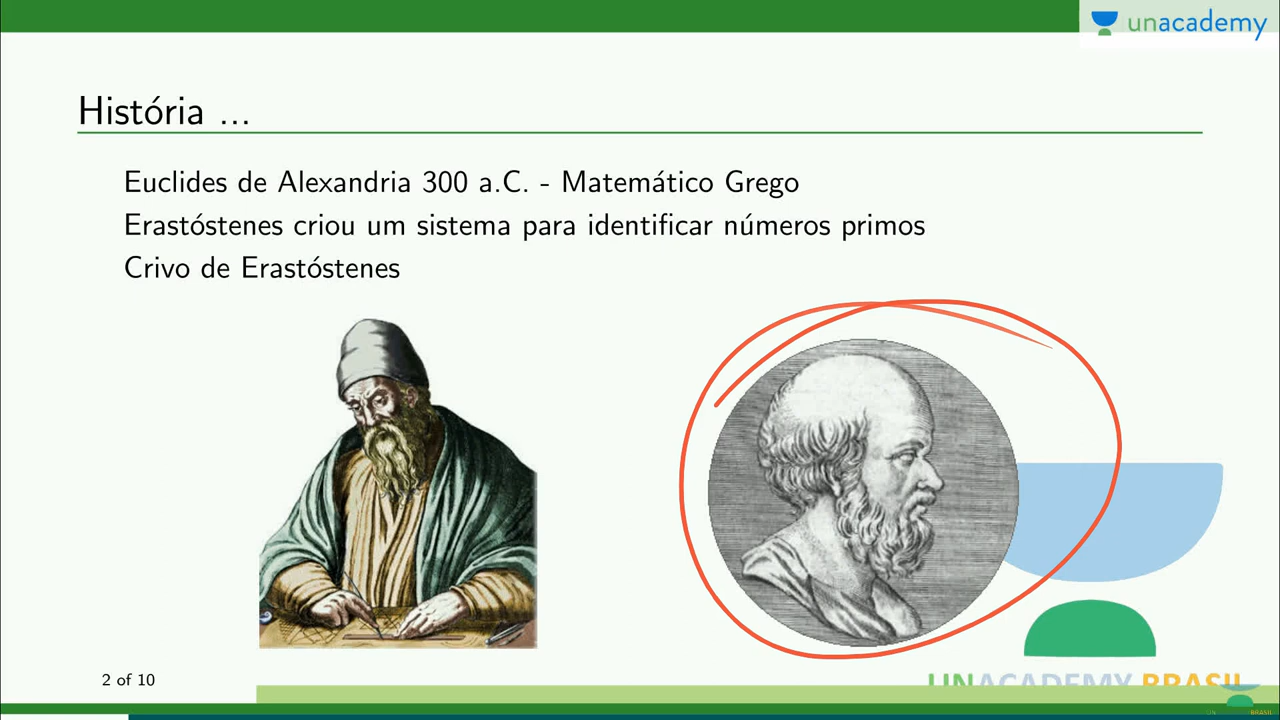 unacademy
História ...
Euclides de Alexandria 300 a.C. - Matemático Grego
Erastóstenes criou um sistema para identificar números primos
Crivo de Erastóstenes
2 of 10
UNACADEMY BRASIL
BRASIL